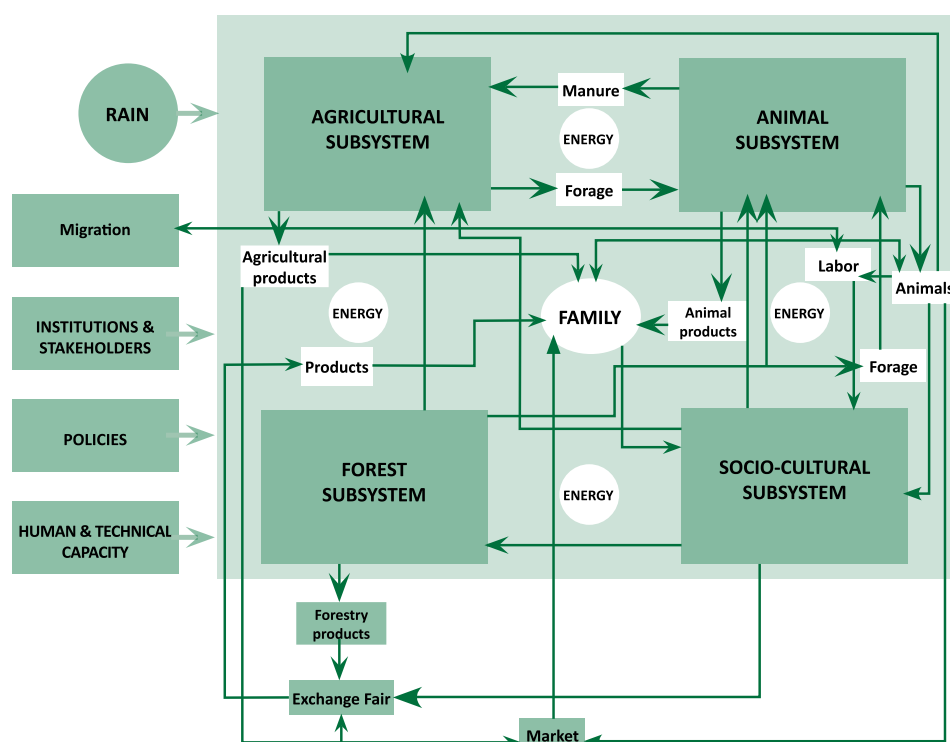 RAIN
AGRICULTURAL
SUBSYSTEM
Manure
ENERGY
Forage
ANIMAL
SUBSYSTEM
Migration
Agricultural
products
Labor
Animals
INSTITUTIONS &
STAKEHOLDERS
ENERGY
FAMILY
Animal
products
ENERGY
Products
Forage
POLICIES
FOREST
SUBSYSTEM
ENERGY
SOCIO-CULTURAL
SUBSYSTEM
HUMAN & TECHNICAL
CAPACITY
Forestry
products
Exchange Fair
Market